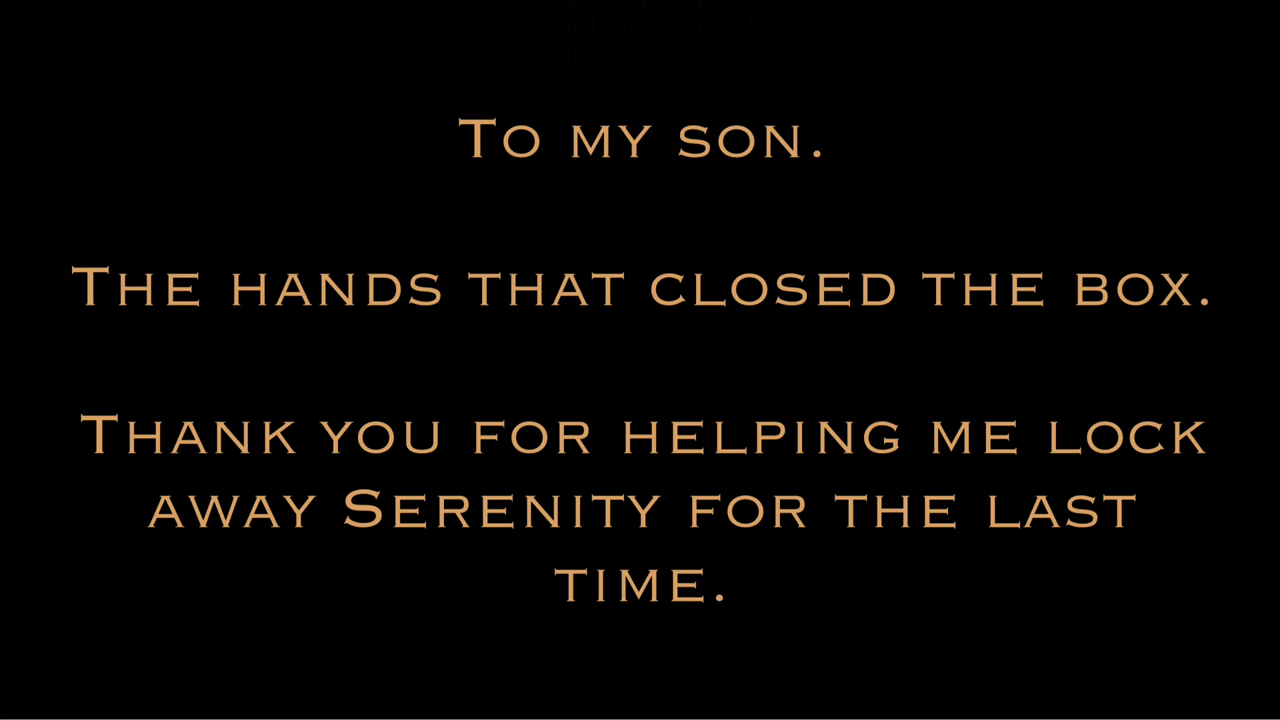 To my son.
The hands that closed the box.
Thank you for helping me lock
away Serenity for the last
time.